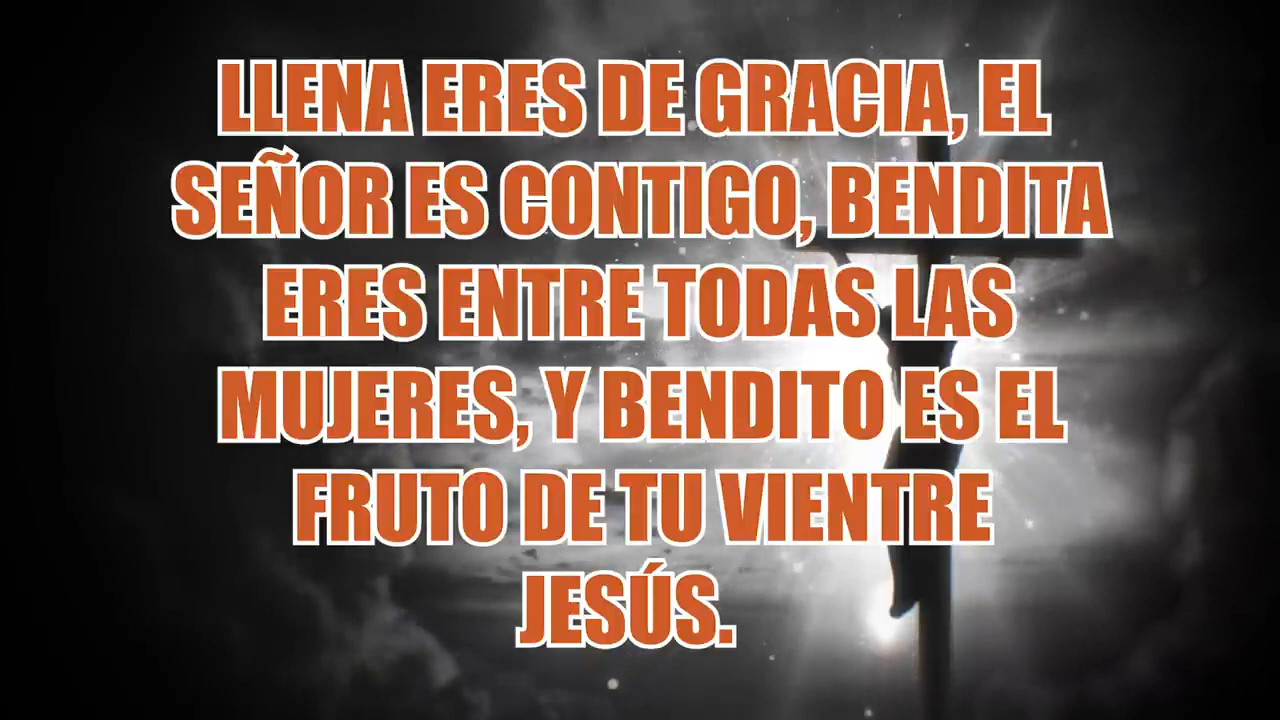 LLENA ERES DE GRACIA, EL
SEÑOR ES CONTIGO, BENDITA
ERES ENTRE TODAS LAS
MUJERES, Y BENDITO ES EL
FRUTO DE TU VIENTRE
JESÚS.